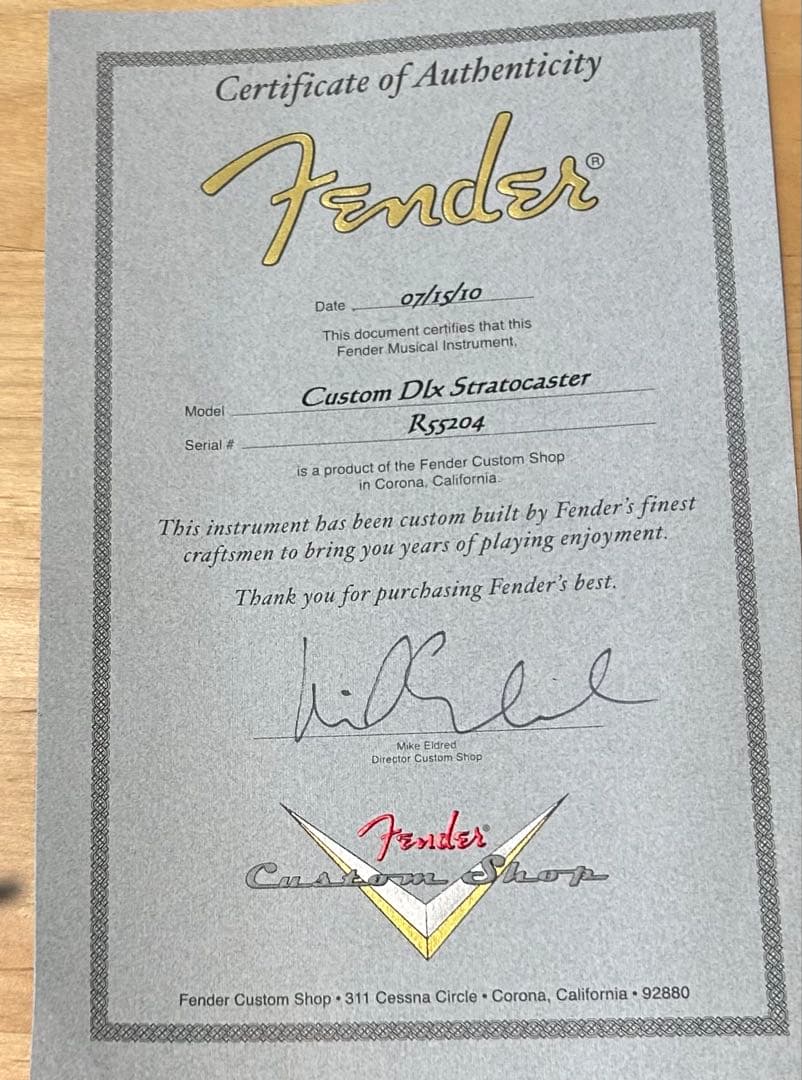 Certificate of Authenticity
Fender®
Date 07/15/10
This document certifies that this
Fender Musical Instrument,
Model Custom Dlx Stratocaster
Serial # R55204
is a product of the Fender Custom Shop
in Corona, California.
This instrument has been custom built by Fender's finest
craftsmen to bring you years of playing enjoyment.
Thank you for purchasing Fender's best.
Mike Eldred
Director Custom Shop
Fender®
Custom Shop
Fender Custom Shop • 311 Cessna Circle • Corona, California • 92880